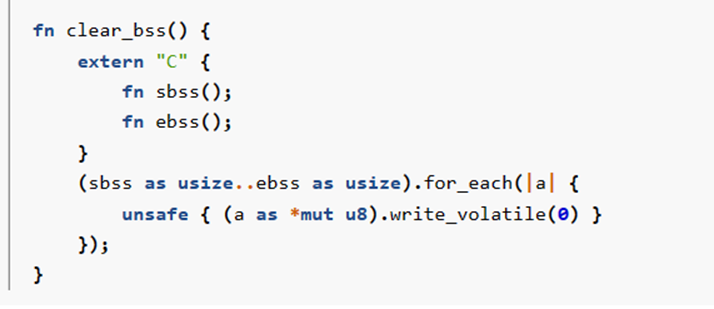 fn clear_bss() {
    extern "C" {
        fn sbss();
        fn ebss();
    }
    (sbss as usize..ebss as usize).for_each(|a| {
        unsafe { (a as *mut u8).write_volatile(0) }
    });
}